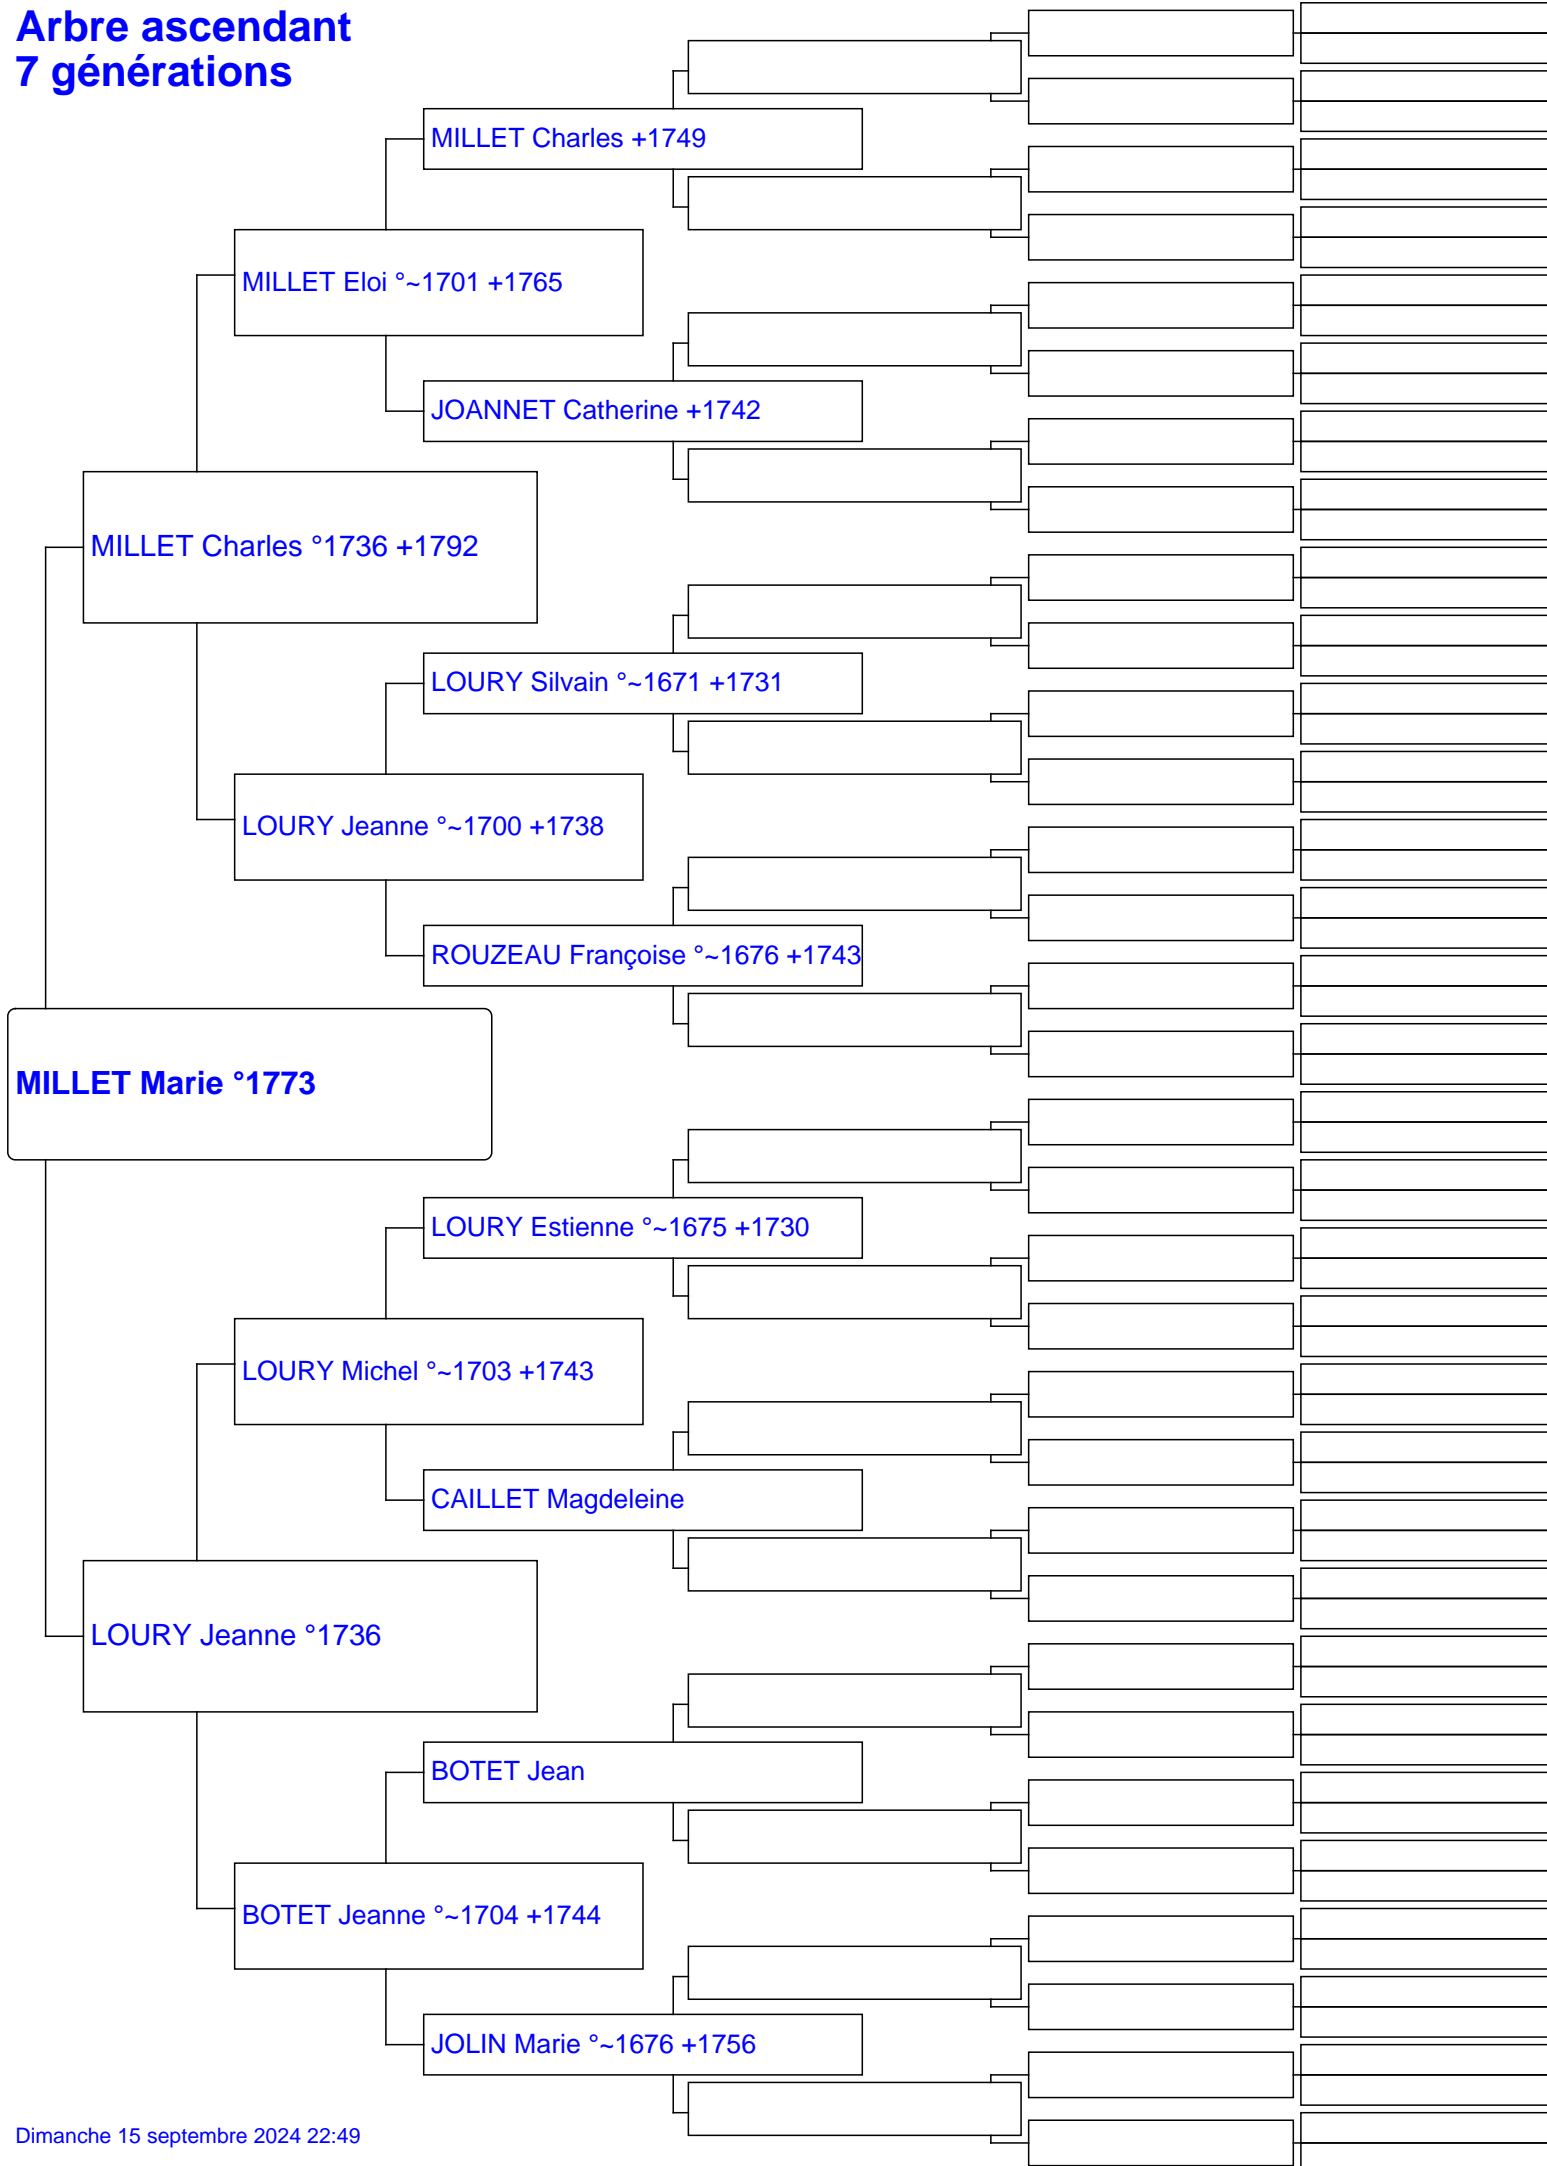 Arbre ascendant
7 générations
MILLET Charles +1749
MILLET Eloi °~1701 +1765
JOANNET Catherine +1742
MILLET Charles °1736 +1792
LOURY Silvain °~1671 +1731
LOURY Jeanne °~1700 +1738
ROUZEAU Françoise °~1676 +1743
MILLET Marie °1773
LOURY Estienne °~1675 +1730
LOURY Michel °~1703 +1743
CAILLET Magdeleine
LOURY Jeanne °1736
BOTET Jean
BOTET Jeanne °~1704 +1744
JOLIN Marie °~1676 +1756
Dimanche 15 septembre 2024 22:49